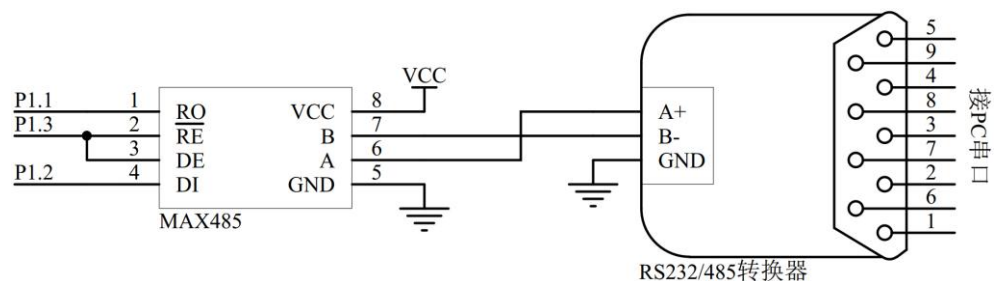 P1.1 1 RO VCC 8 VCC
P1.3 2 RE B 7
3 DE A 6
P1.2 4 DI GND 5
MAX485
A+
B-
GND
RS232/485转换器
5
9
4
8
3
7
2
6
1
接PC串口